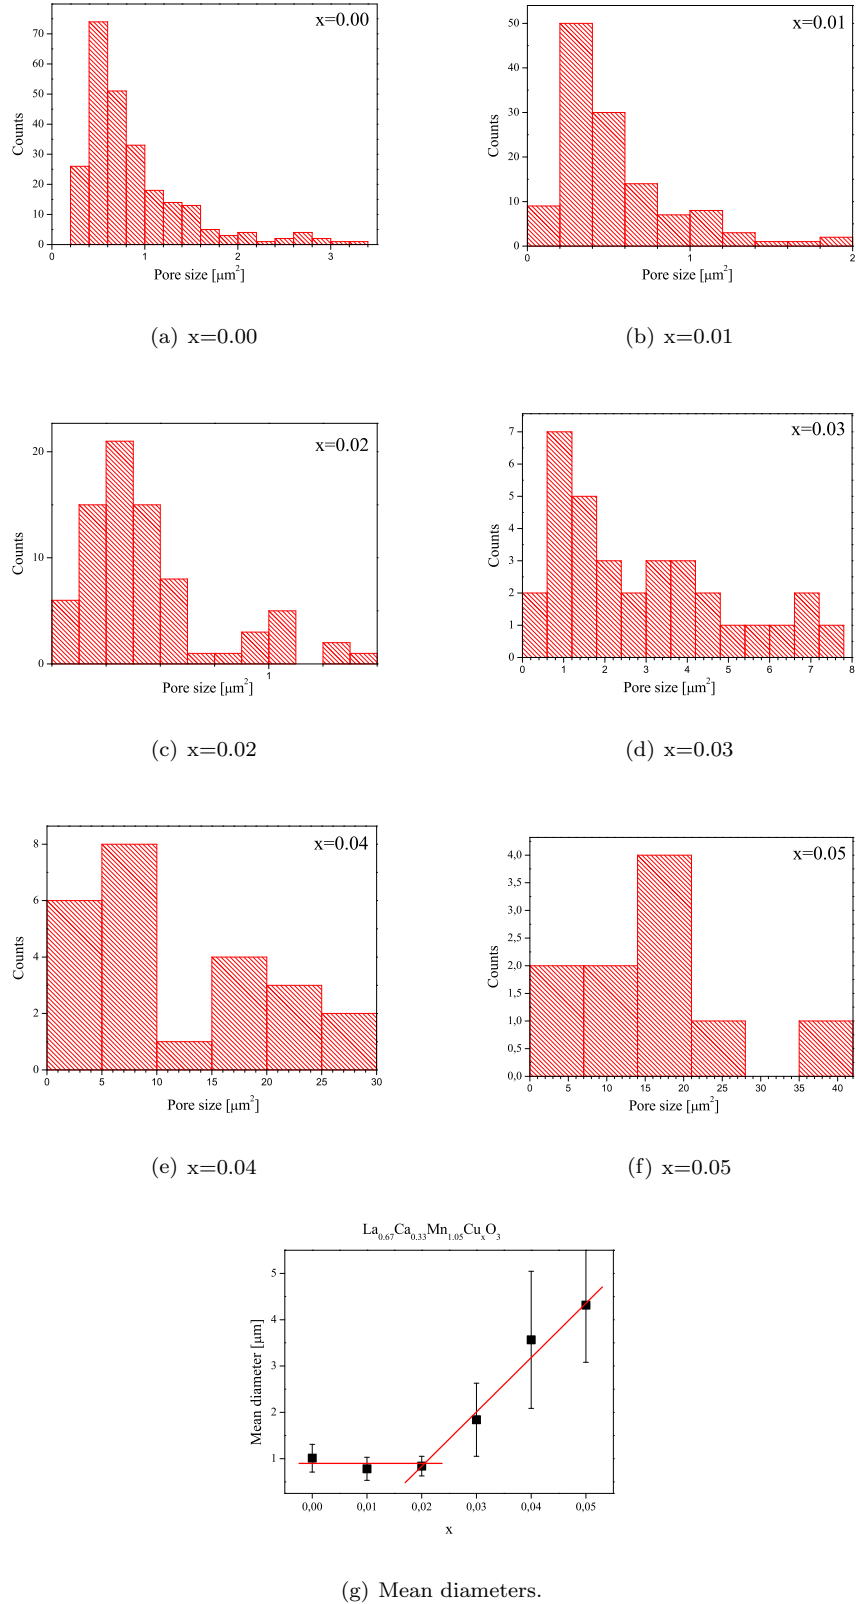 x=0.00
70
60
50
40
30
20
10
0
Counts
0 1 2 3
Pore size [μm²]
(a) x=0.00
x=0.01
50
40
30
20
10
0
Counts
0 1 2
Pore size [μm²]
(b) x=0.01
x=0.02
20
10
0
Counts
1
Pore size [μm²]
(c) x=0.02
x=0.03
7
6
5
4
3
2
1
0
Counts
0 1 2 3 4 5 6 7 8
Pore size [μm²]
(d) x=0.03
x=0.04
8
6
4
2
0
Counts
0 5 10 15 20 25 30
Pore size [μm²]
(e) x=0.04
x=0.05
4,0
3,5
3,0
2,5
2,0
1,5
1,0
0,5
0,0
Counts
0 5 10 15 20 25 30 35 40
Pore size [μm²]
(f) x=0.05
La₀.₆₇Ca₀.₃₃Mn₁.₀₅CuₓO₃
5
4
3
2
1
Mean diameter [μm]
0,00 0,01 0,02 0,03 0,04 0,05
x
(g) Mean diameters.